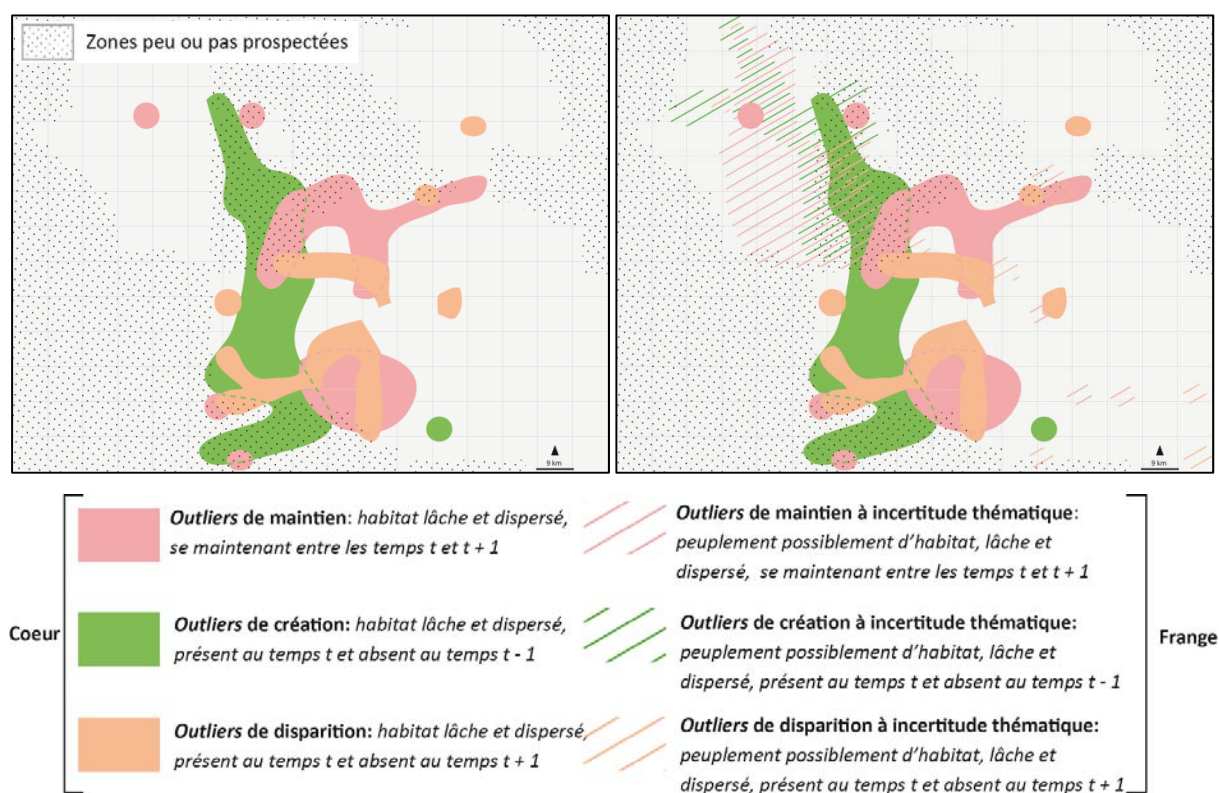 Zones peu ou pas prospectées
9 km
9 km
Coeur
Outliers de maintien: habitat lâche et dispersé,
se maintenant entre les temps t et t + 1
Outliers de création: habitat lâche et dispersé,
présent au temps t et absent au temps t - 1
Outliers de disparition: habitat lâche et dispersé,
présent au temps t et absent au temps t + 1
Outliers de maintien à incertitude thématique:
peuplement possiblement d'habitat, lâche et
dispersé, se maintenant entre les temps t et t + 1
Outliers de création à incertitude thématique:
peuplement possiblement d'habitat, lâche et
dispersé, présent au temps t et absent au temps t - 1
Outliers de disparition à incertitude thématique:
peuplement possiblement d'habitat, lâche et
dispersé, présent au temps t et absent au temps t + 1
Frange